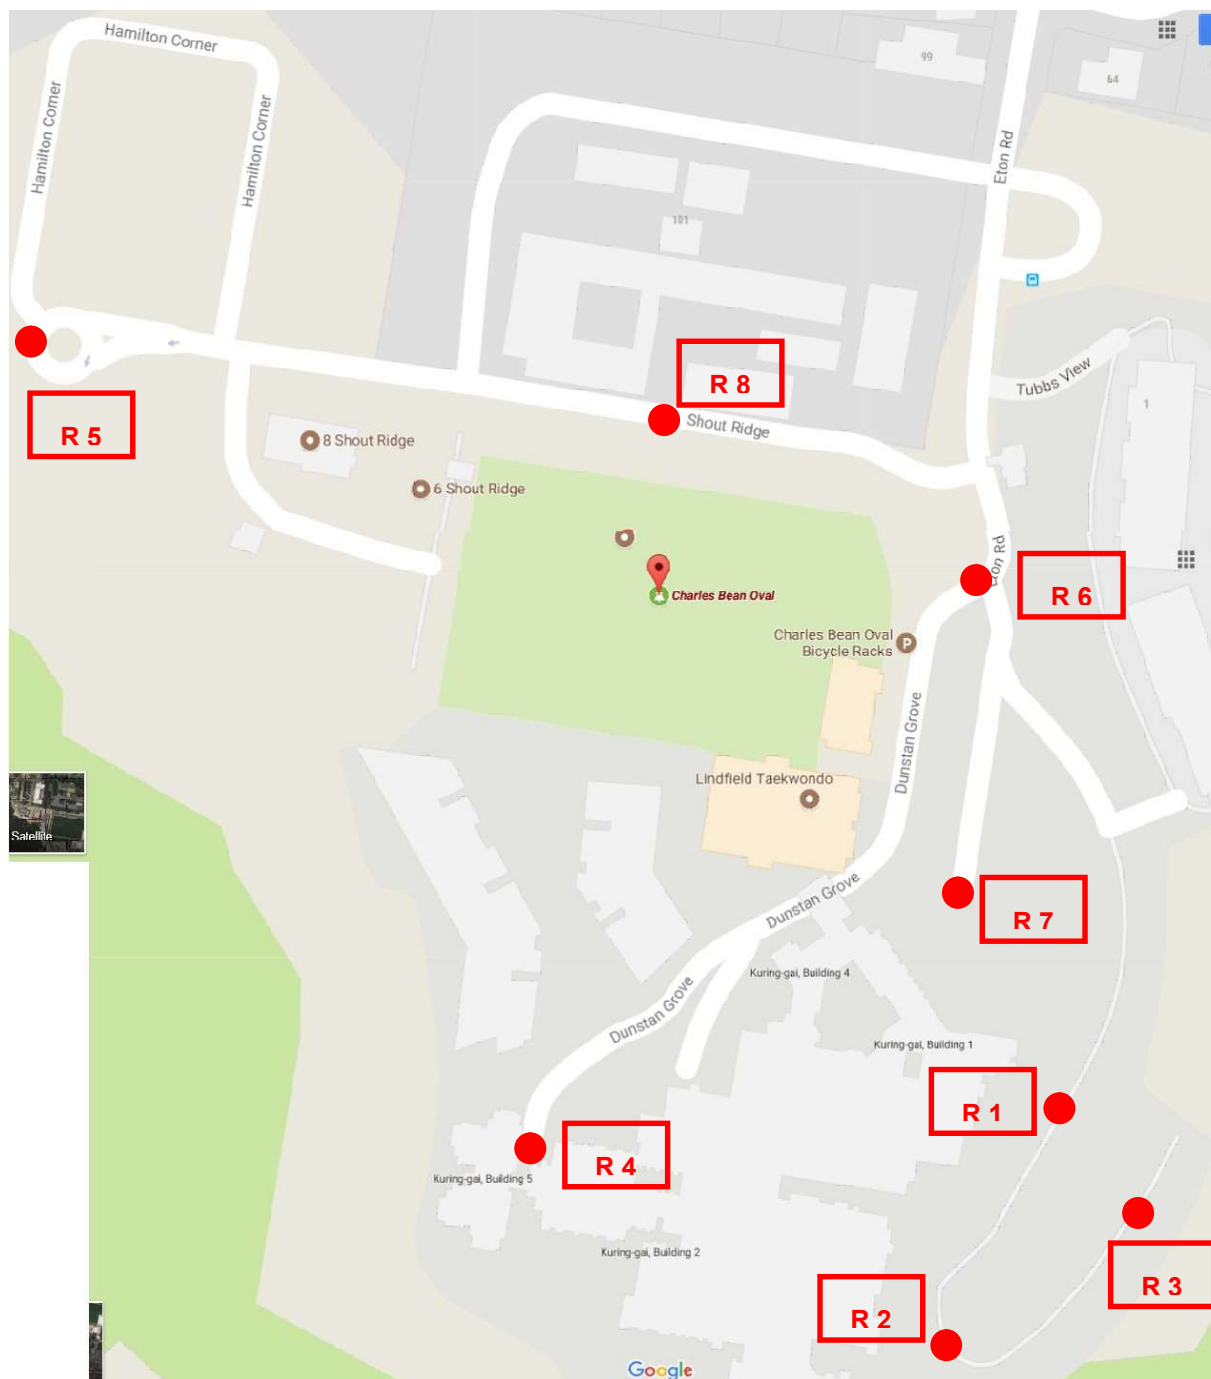 Hamilton Corner
99
64
Hamilton Corner
Hamilton Corner
Eton Rd
101
Tubbs View
1
R 8
Shout Ridge
R 5
8 Shout Ridge
6 Shout Ridge
Eton Rd
R 6
Charles Bean Oval
Charles Bean Oval
Bicycle Racks
P
Dunstan Grove
Lindfield Taekwondo
Satellite
Dunstan Grove
R 7
Kuring-gai, Building 4
Dunstan Grove
Kuring-gai, Building 1
R 1
R 4
Kuring-gai, Building 5
Kuring-gai, Building 2
R 3
R 2
Google